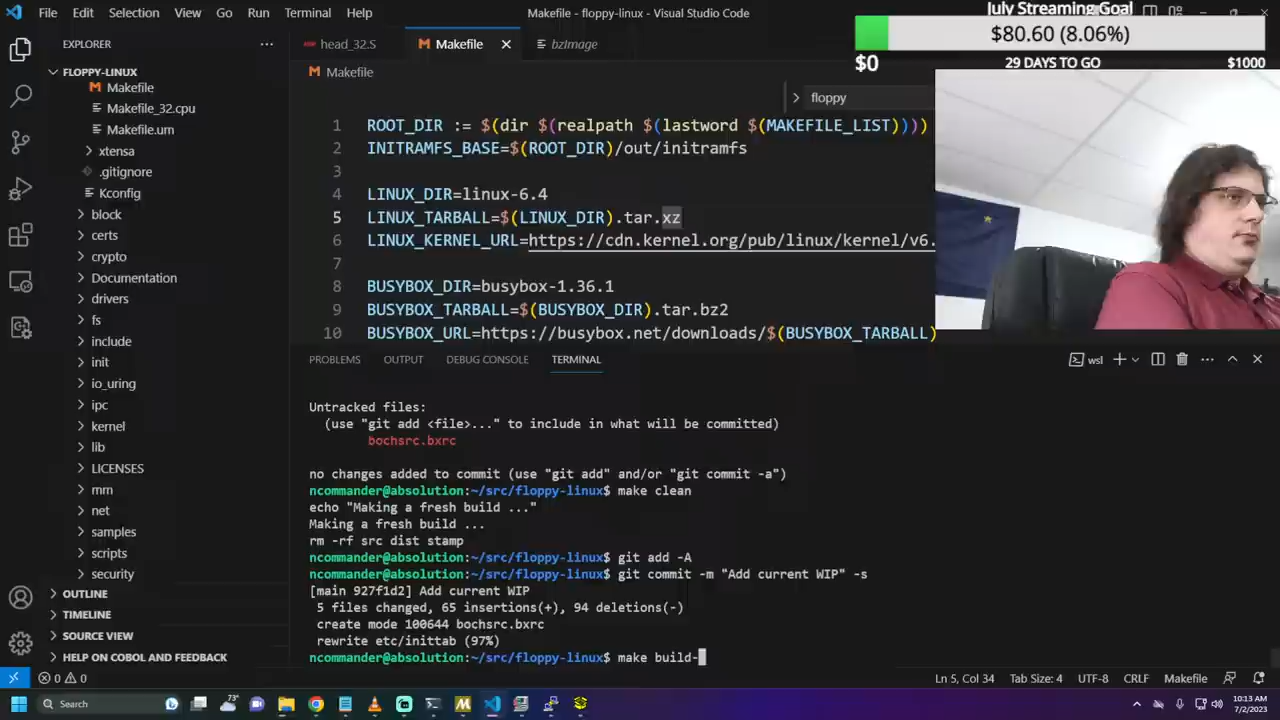 File Edit Selection View Go Run Terminal Help
Makefile - floppy-linux - Visual Studio Code
July Streaming Goal
$80.60 (8.06%)
$0 29 DAYS TO GO $1000
EXPLORER
FLOPPY-LINUX
Makefile
Makefile_32.cpu
Makefile.um
xtensa
.gitignore
Kconfig
block
certs
crypto
Documentation
drivers
fs
include
init
io_uring
ipc
kernel
lib
LICENSES
mm
net
samples
scripts
security
OUTLINE
TIMELINE
SOURCE VIEW
HELP ON COBOL AND FEEDBACK
head_32.S Makefile bzImage
Makefile
floppy
1 ROOT_DIR := $(dir $(realpath $(lastword $(MAKEFILE_LIST))))
2 INITRAMFS_BASE=$(ROOT_DIR)/out/initramfs
3
4 LINUX_DIR=linux-6.4
5 LINUX_TARBALL=$(LINUX_DIR).tar.xz
6 LINUX_KERNEL_URL=https://cdn.kernel.org/pub/linux/kernel/v6.
7
8 BUSYBOX_DIR=busybox-1.36.1
9 BUSYBOX_TARBALL=$(BUSYBOX_DIR).tar.bz2
10 BUSYBOX_URL=https://busybox.net/downloads/$(BUSYBOX_TARBALL)
PROBLEMS OUTPUT DEBUG CONSOLE TERMINAL
wsl
Untracked files:
(use "git add <file>..." to include in what will be committed)
bochsrc.bxrc
no changes added to commit (use "git add" and/or "git commit -a")
ncommander@absolution:~/src/floppy-linux$ make clean
echo "Making a fresh build ..."
Making a fresh build ...
rm -rf src dist stamp
ncommander@absolution:~/src/floppy-linux$ git add -A
ncommander@absolution:~/src/floppy-linux$ git commit -m "Add current WIP" -s
[main 927f1d2] Add current WIP
5 files changed, 65 insertions(+), 94 deletions(-)
create mode 100644 bochsrc.bxrc
rewrite etc/inittab (97%)
ncommander@absolution:~/src/floppy-linux$ make build-
0 0 Ln 5, Col 34 Tab Size: 4 UTF-8 CRLF Makefile
Search 73° 10:13 AM
7/2/2023